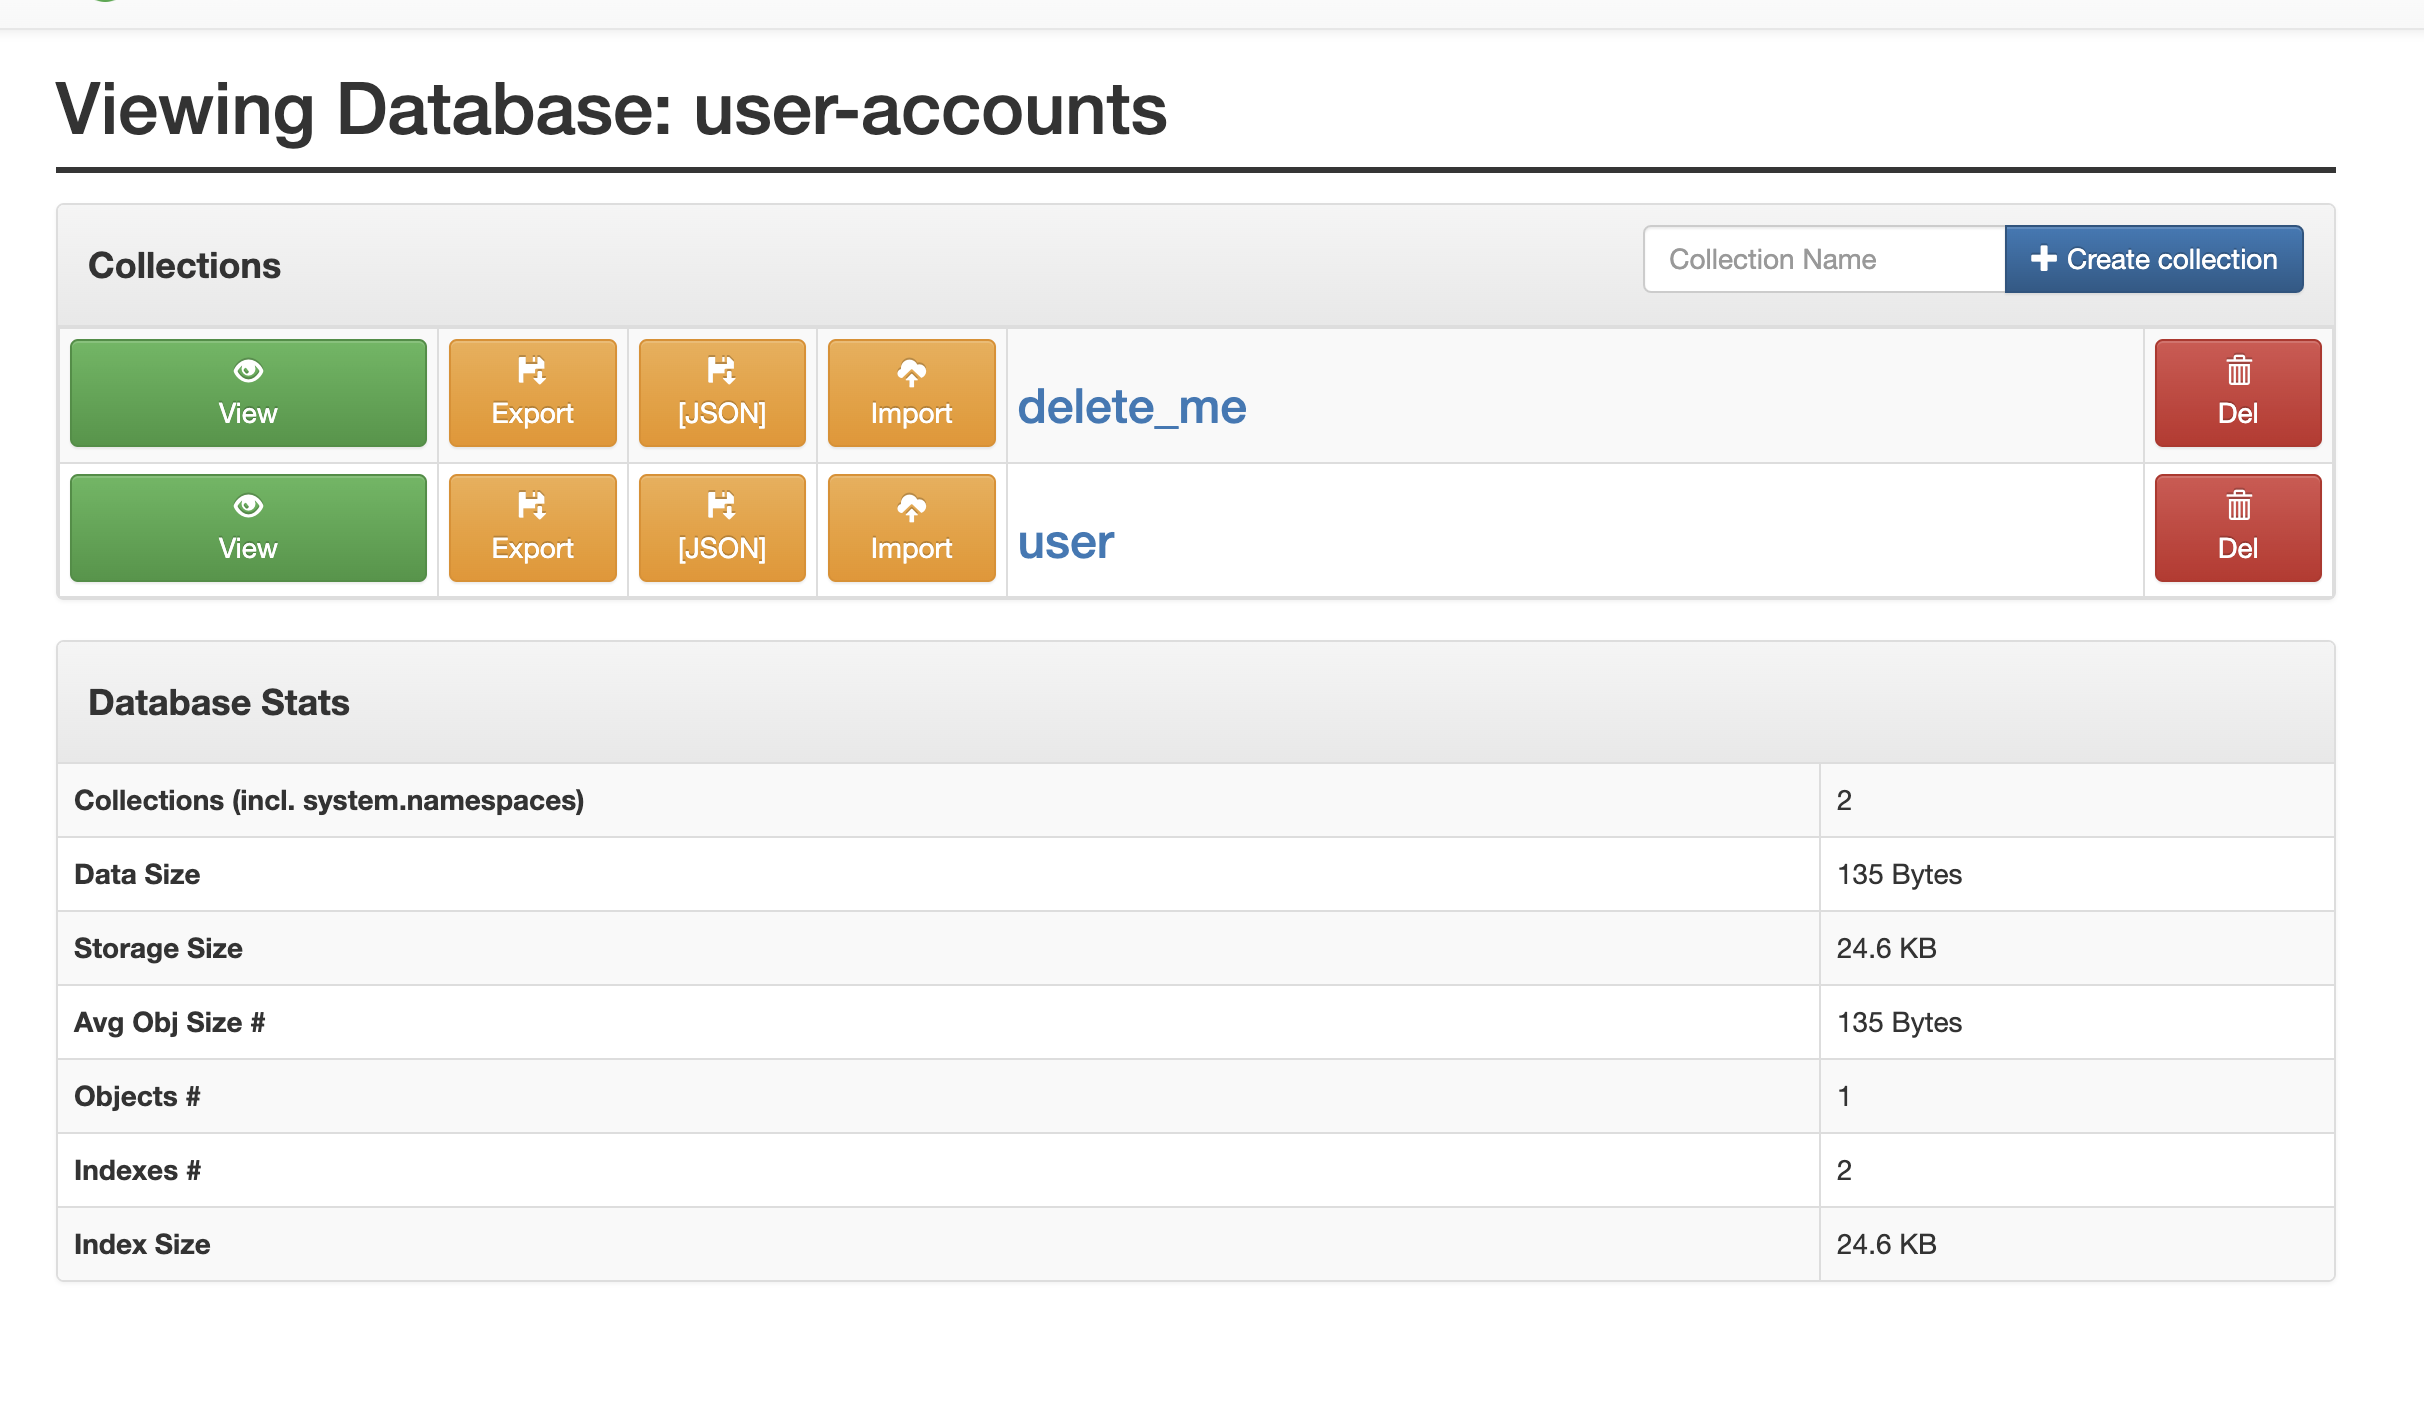 Viewing Database: user-accounts
Collections
Collection Name
Create collection
View
Export
[JSON]
Import
delete_me
Del
View
Export
[JSON]
Import
user
Del
Database Stats
Collections (incl. system.namespaces) 2
Data Size 135 Bytes
Storage Size 24.6 KB
Avg Obj Size # 135 Bytes
Objects # 1
Indexes # 2
Index Size 24.6 KB